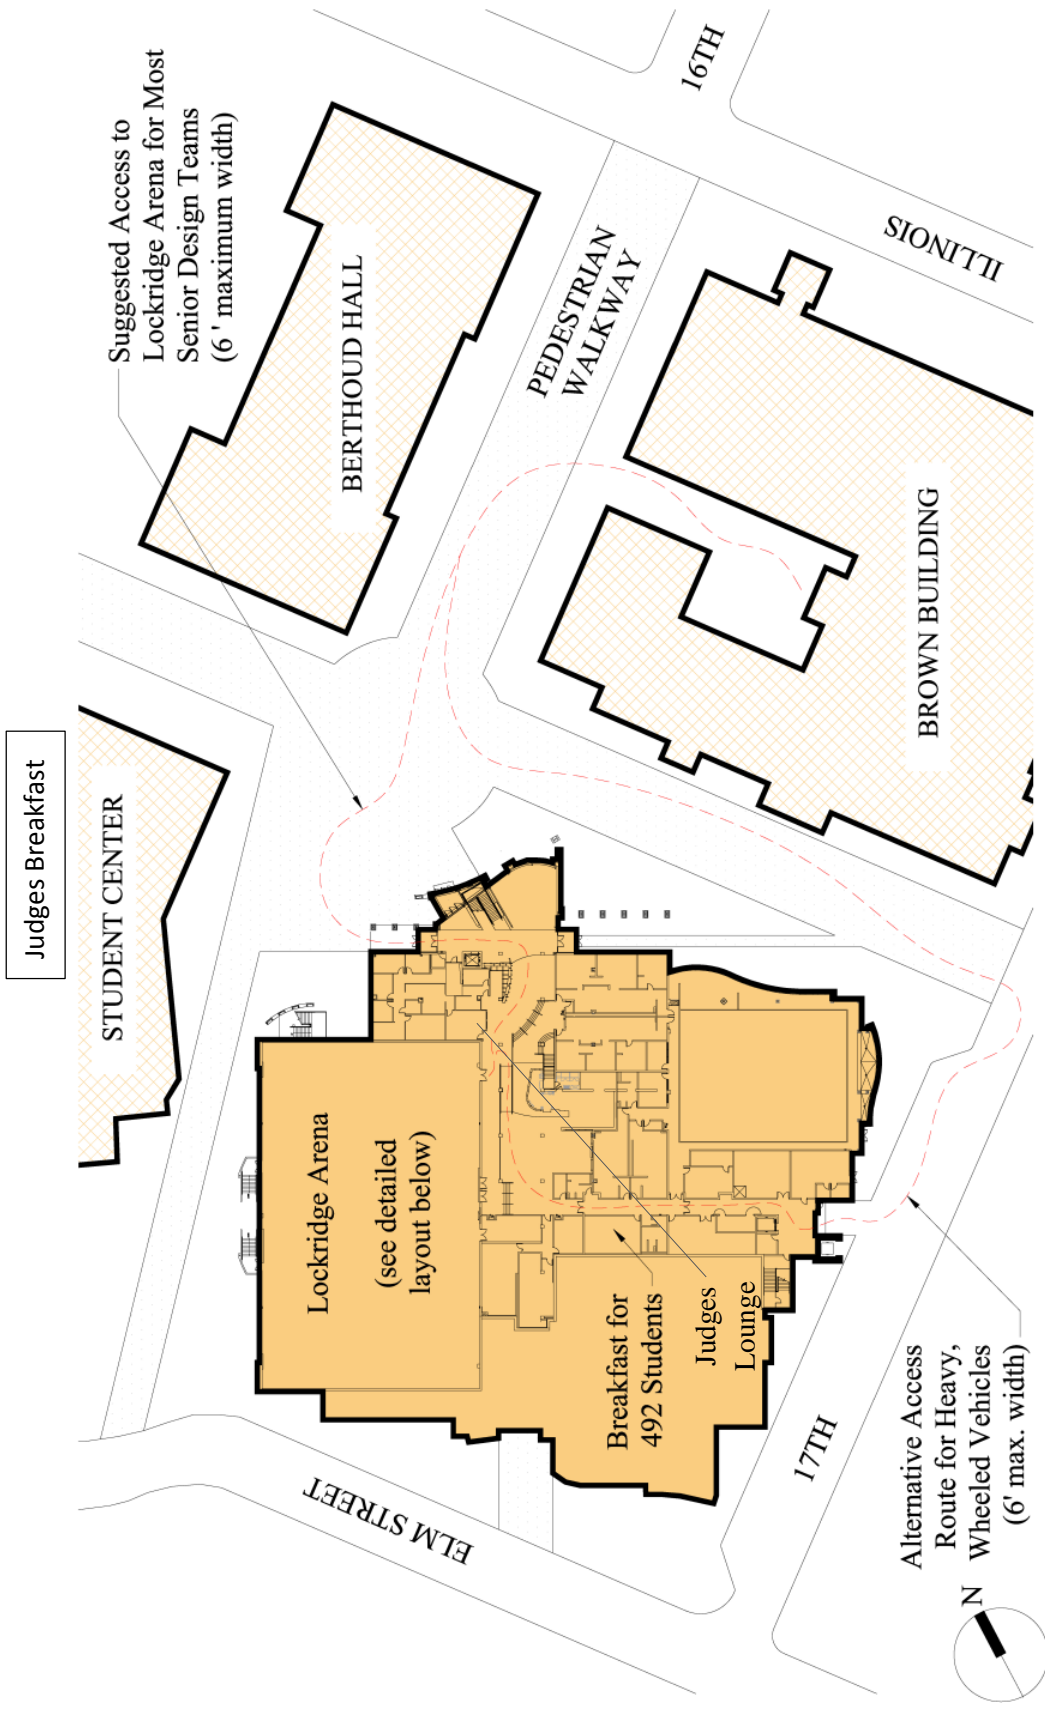 Judges Breakfast
Suggested Access to
Lockridge Arena for Most
Senior Design Teams
(6 ' maximum width)
16TH
BERTHOUD HALL
PEDESTRIAN
WALKWAY
ILLINOIS
STUDENT CENTER
BROWN BUILDING
Lockridge Arena
(see detailed
layout below)
Breakfast for
492 Students
Judges
Lounge
ELM STREET
17TH
Alternative Access
Route for Heavy,
Wheeled Vehicles
(6' max. width)
N